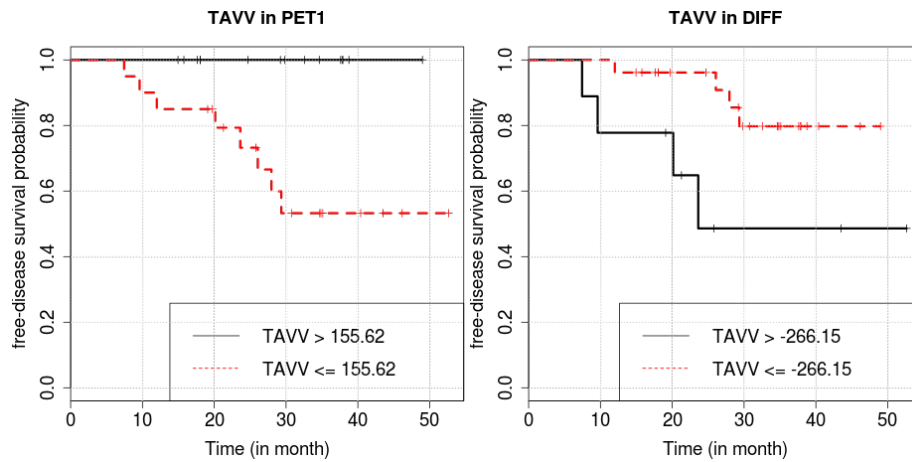 TAVV in PET1
free-disease survival probability
1.0
0.8
0.6
0.4
0.2
0.0
TAVV > 155.62
TAVV <= 155.62
0 10 20 30 40 50
Time (in month)
TAVV in DIFF
free-disease survival probability
1.0
0.8
0.6
0.4
0.2
0.0
TAVV > -266.15
TAVV <= -266.15
0 10 20 30 40 50
Time (in month)